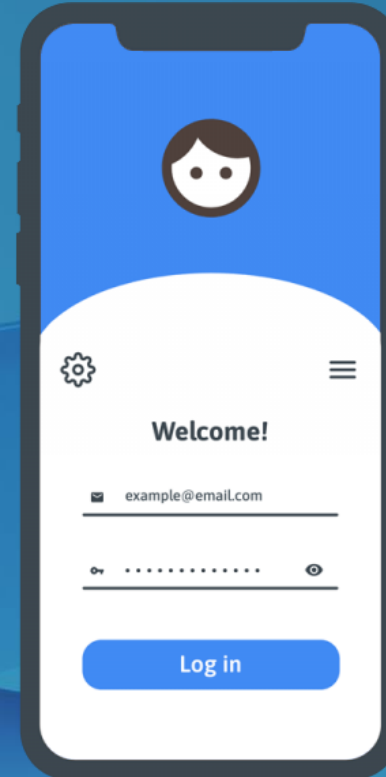 Welcome!
example@email.com
• • • • • • • • • • • • •
Log in